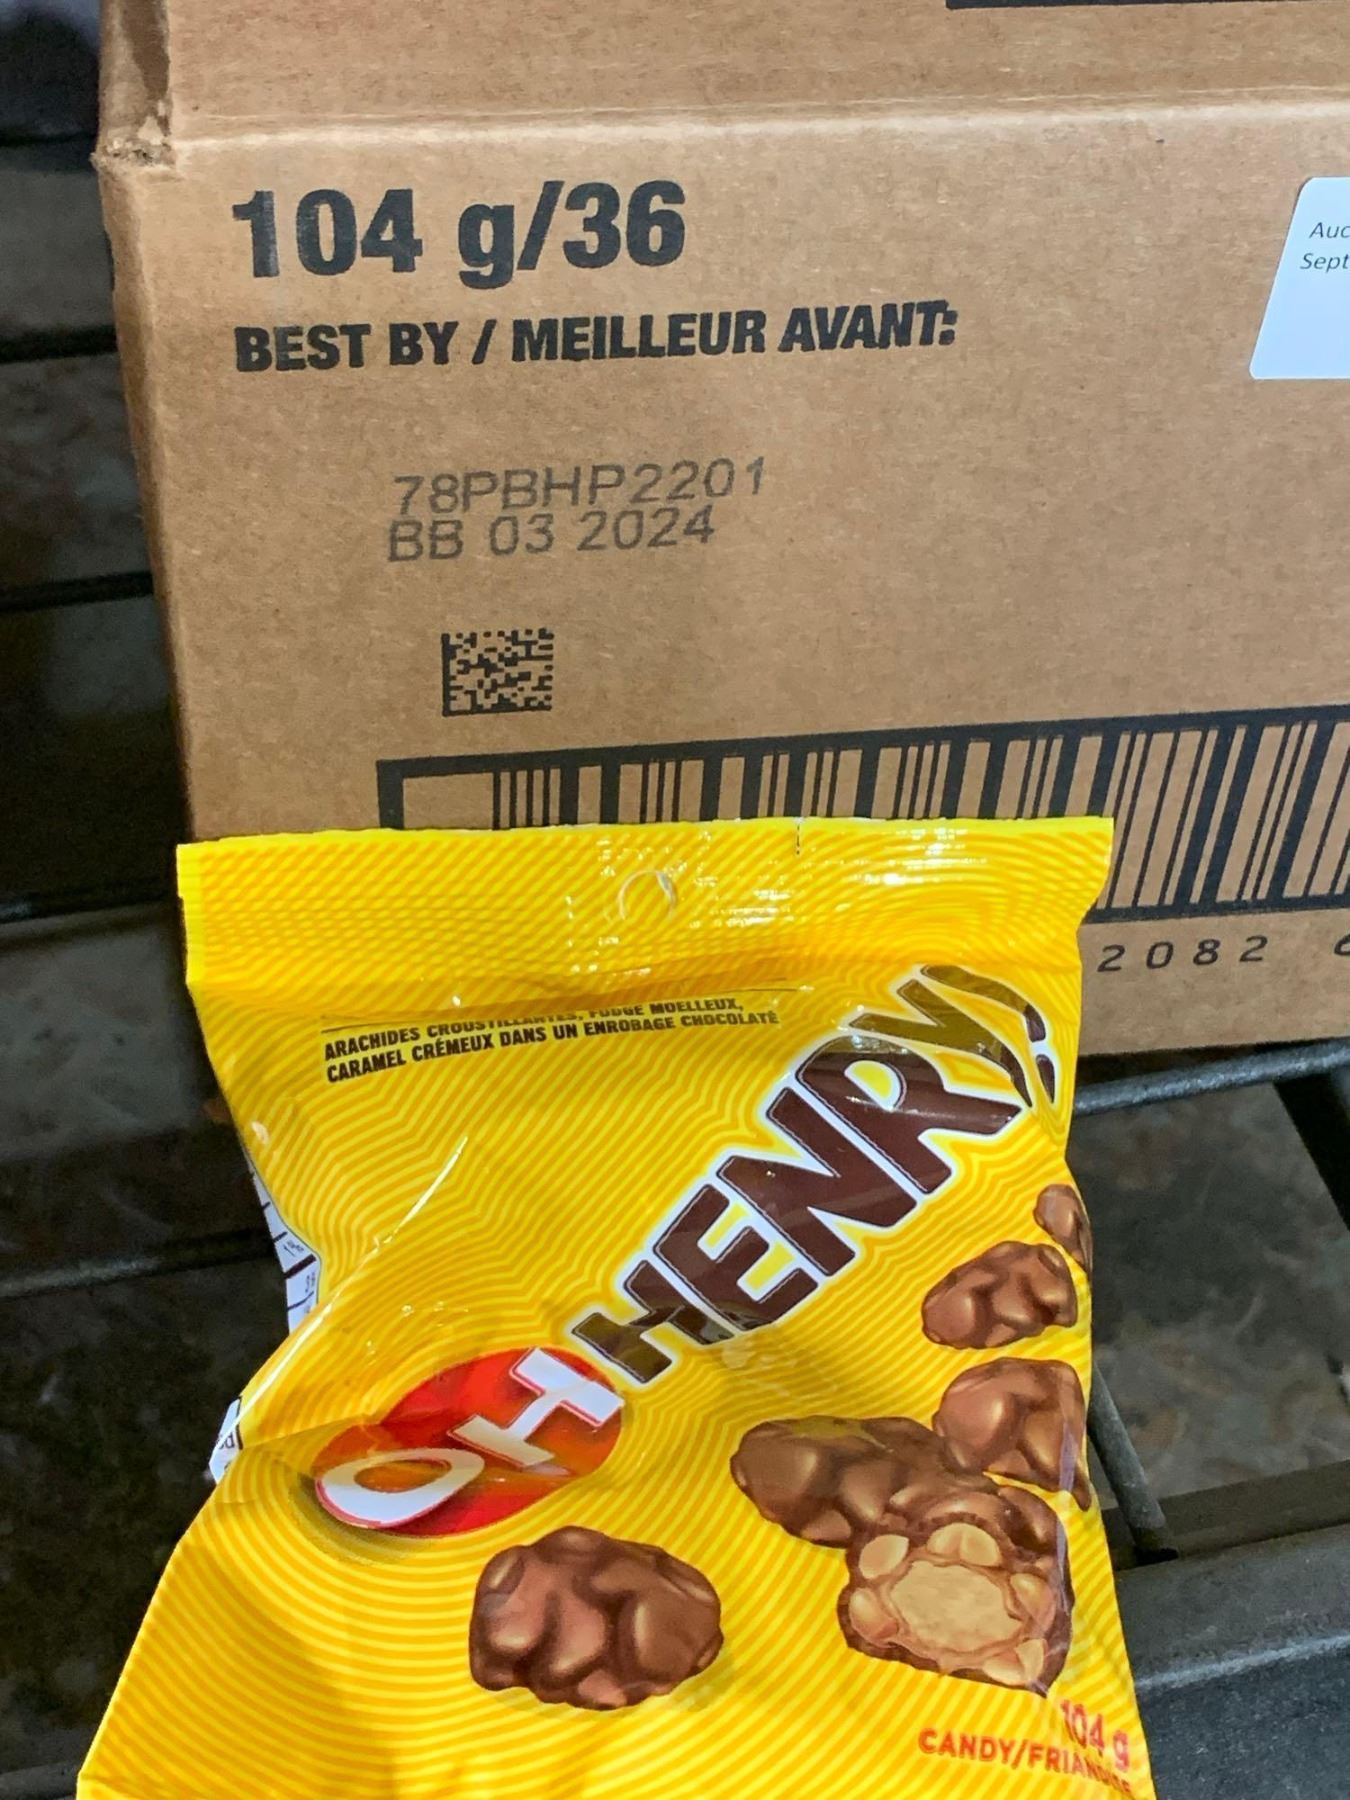 104 g/36
BEST BY / MEILLEUR AVANT:
Sept
78PBHP2201
BB 03 2024
2082
ARACHIDES CROUSTILLANTES, FUDGE MOELLEUX,
CARAMEL CRÉMEUX DANS UN ENROBAGE CHOCOLATÉ
OH HENRY!
104 g
CANDY/FRIANDISE